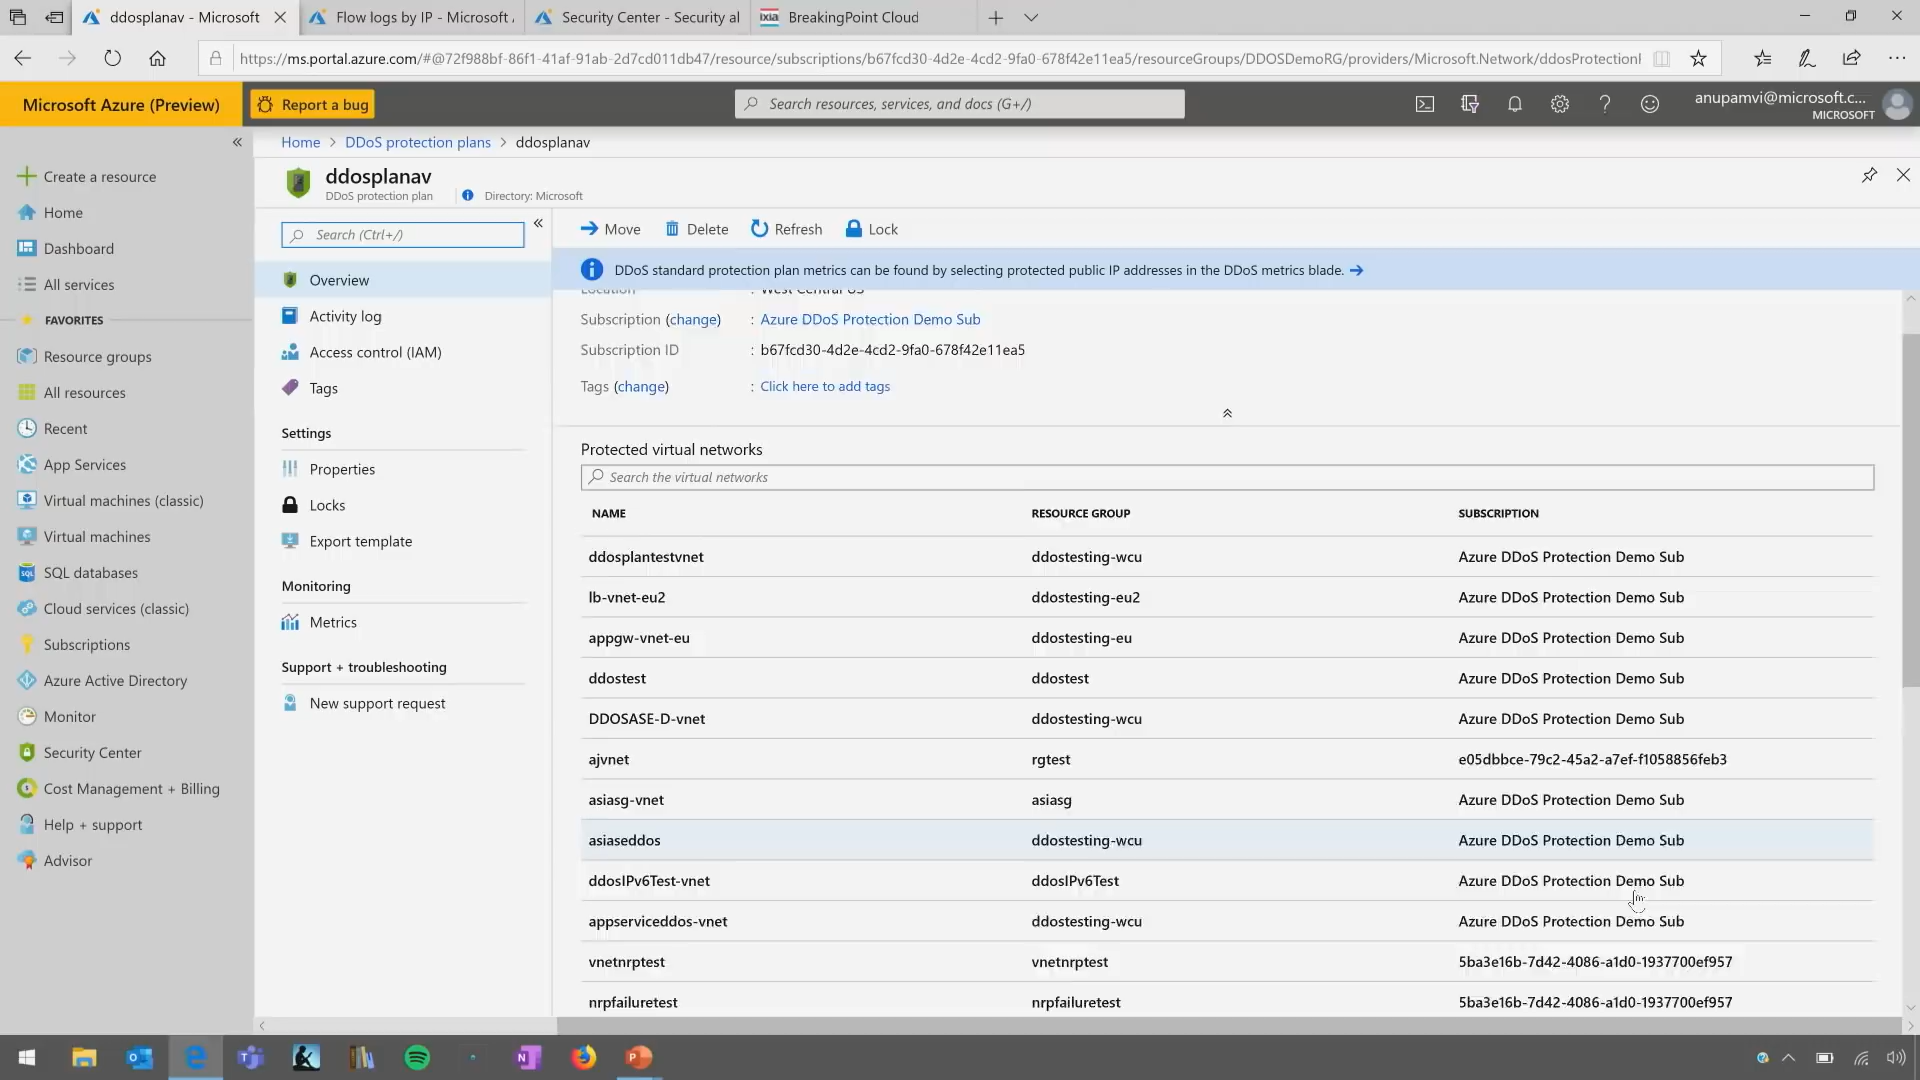 ddosplanav - Microsoft
Flow logs by IP - Microsoft
Security Center - Security al
ixia
BreakingPoint Cloud
https://ms.portal.azure.com/#@72f988bf-86f1-41af-91ab-2d7cd011db47/resource/subscriptions/b67fcd30-4d2e-4cd2-9fa0-678f42e11ea5/resourceGroups/DDOSDemoRG/providers/Microsoft.Network/ddosProtectionl
Microsoft Azure (Preview)
Report a bug
Search resources, services, and docs (G+/)
anupamvi@microsoft.c...
MICROSOFT
Create a resource
Home
Dashboard
All services
FAVORITES
Resource groups
All resources
Recent
App Services
Virtual machines (classic)
Virtual machines
SQL databases
Cloud services (classic)
Subscriptions
Azure Active Directory
Monitor
Security Center
Cost Management + Billing
Help + support
Advisor
Home > DDoS protection plans > ddosplanav
ddosplanav
DDoS protection plan
Directory: Microsoft
Search (Ctrl+/)
Overview
Activity log
Access control (IAM)
Tags
Settings
Properties
Locks
Export template
Monitoring
Metrics
Support + troubleshooting
New support request
Move
Delete
Refresh
Lock
DDoS standard protection plan metrics can be found by selecting protected public IP addresses in the DDoS metrics blade. →
Location : West Central US
Subscription (change) : Azure DDoS Protection Demo Sub
Subscription ID : b67fcd30-4d2e-4cd2-9fa0-678f42e11ea5
Tags (change) : Click here to add tags
Protected virtual networks
Search the virtual networks
NAME RESOURCE GROUP SUBSCRIPTION
ddosplantestvnet ddostesting-wcu Azure DDoS Protection Demo Sub
lb-vnet-eu2 ddostesting-eu2 Azure DDoS Protection Demo Sub
appgw-vnet-eu ddostesting-eu Azure DDoS Protection Demo Sub
ddostest ddostest Azure DDoS Protection Demo Sub
DDOSASE-D-vnet ddostesting-wcu Azure DDoS Protection Demo Sub
ajvnet rgtest e05dbbce-79c2-45a2-a7ef-f1058856feb3
asiasg-vnet asiasg Azure DDoS Protection Demo Sub
asiaseddos ddostesting-wcu Azure DDoS Protection Demo Sub
ddosIPv6Test-vnet ddosIPv6Test Azure DDoS Protection Demo Sub
appserviceddos-vnet ddostesting-wcu Azure DDoS Protection Demo Sub
vnetnrptest vnetnrptest 5ba3e16b-7d42-4086-a1d0-1937700ef957
nrpfailuretest nrpfailuretest 5ba3e16b-7d42-4086-a1d0-1937700ef957